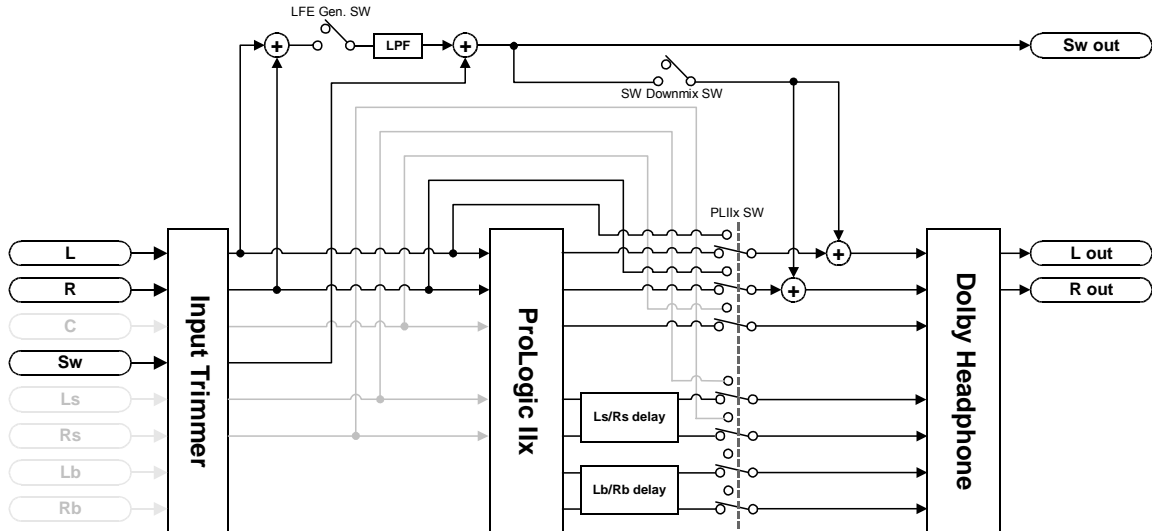 LFE Gen. SW
LPF
Sw out
SW Downmix SW
PLIIx SW
L
R
C
Sw
Ls
Rs
Lb
Rb
Input Trimmer
ProLogic IIx
Ls/Rs delay
Lb/Rb delay
Dolby Headphone
L out
R out